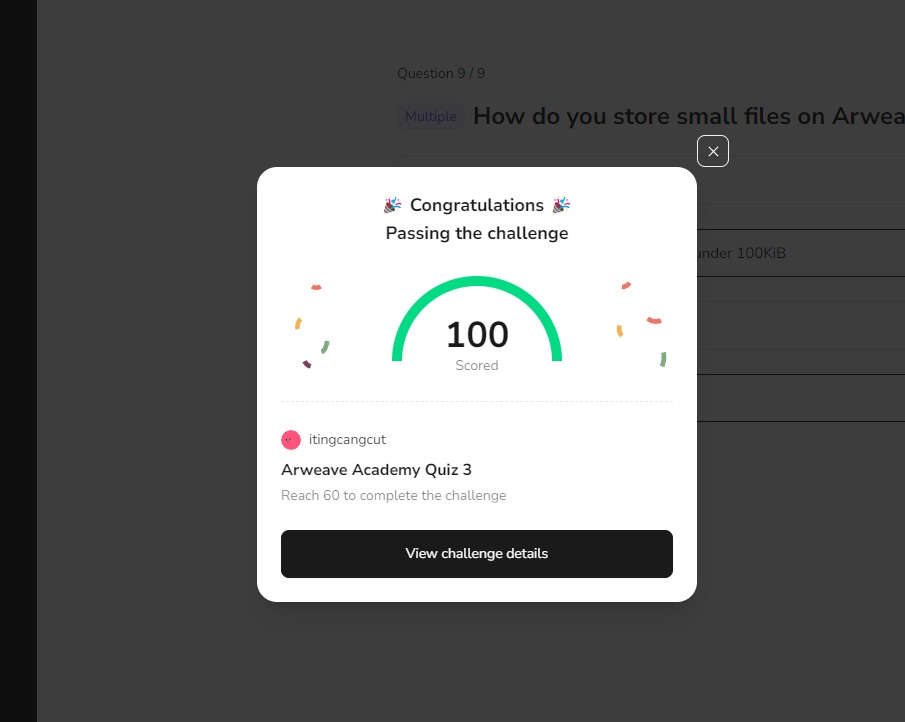 Question 9 / 9
Multiple How do you store small files on Arwea
under 100KiB
Congratulations
Passing the challenge
100
Scored
itingcangcut
Arweave Academy Quiz 3
Reach 60 to complete the challenge
View challenge details